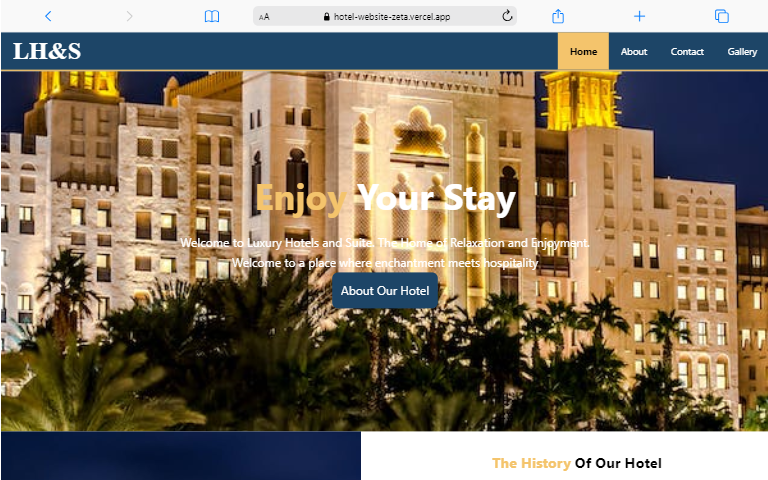 AA hotel-website-zeta.vercel.app
LH&S Home About Contact Gallery
Enjoy Your Stay
Welcome to Luxury Hotels and Suite. The Home of Relaxation and Enjoyment.
Welcome to a place where enchantment meets hospitality
About Our Hotel
The History Of Our Hotel